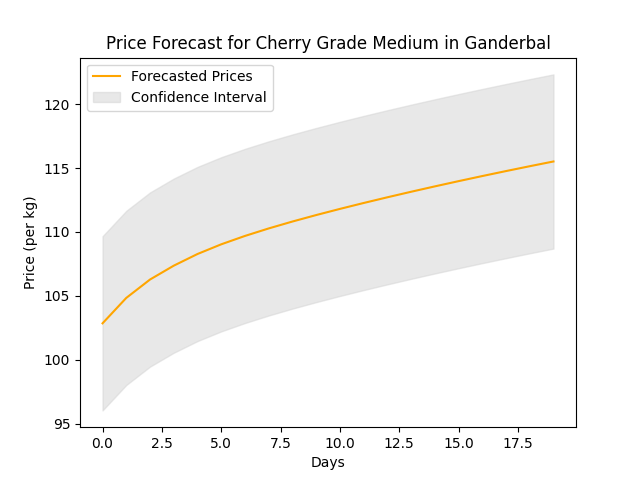 Price Forecast for Cherry Grade Medium in Ganderbal
Forecasted Prices
Confidence Interval
Price (per kg)
120
115
110
105
100
95
0.0 2.5 5.0 7.5 10.0 12.5 15.0 17.5
Days